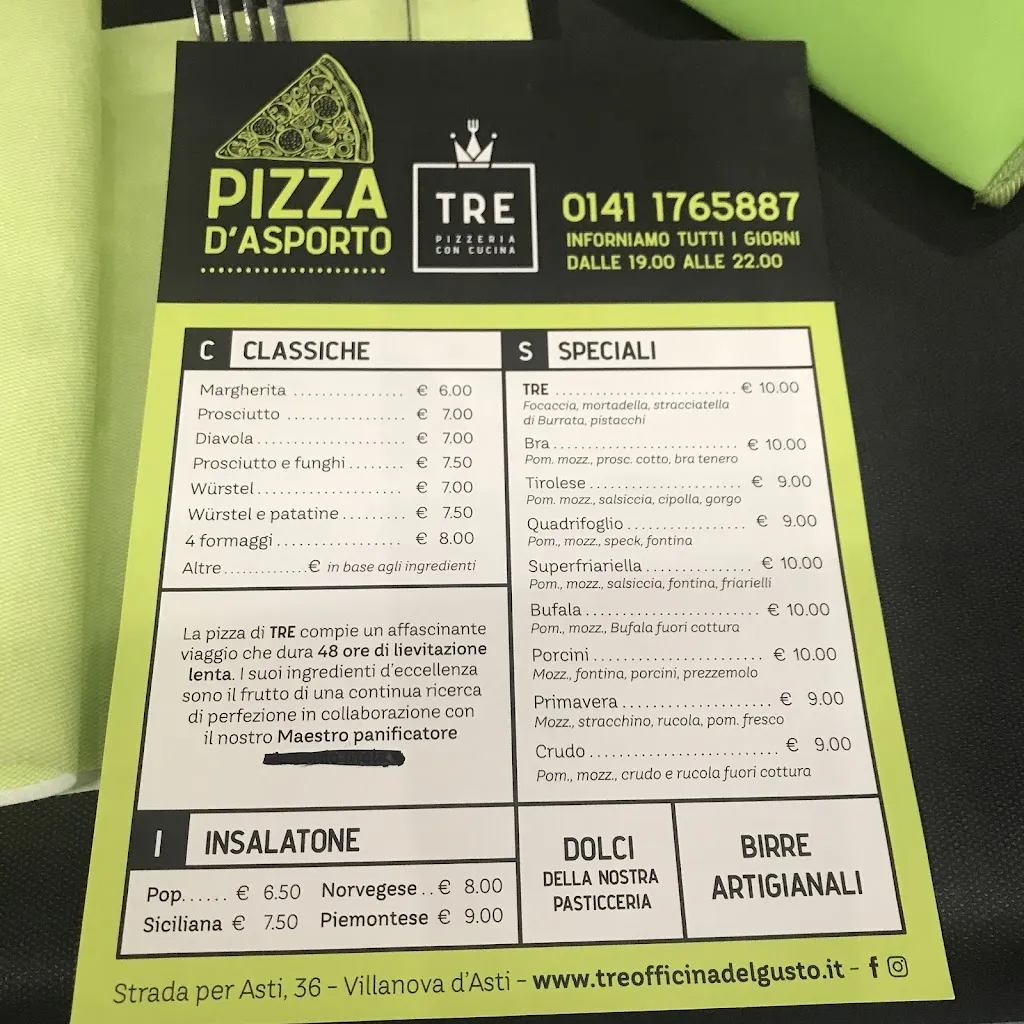 PIZZA
D'ASPORTO
TRE
PIZZERIA
CON CUCINA
0141 1765887
INFORNIAMO TUTTI I GIORNI
DALLE 19.00 ALLE 22.00
C CLASSICHE
Margherita ................ € 6.00
Prosciutto ................ € 7.00
Diavola..................... € 7.00
Prosciutto e funghi........ € 7.50
Würstel..................... € 7.00
Würstel e patatine......... € 7.50
4 formaggi.................. € 8.00
Altre.............€ in base agli ingredienti
La pizza di TRE compie un affascinante
viaggio che dura 48 ore di lievitazione
lenta. I suoi ingredienti d'eccellenza
sono il frutto di una continua ricerca
di perfezione in collaborazione con
il nostro Maestro panificatore
S SPECIALI
TRE ............................ € 10.00
Focaccia, mortadella, stracciatella
di Burrata, pistacchi
Bra............................. € 10.00
Pom. mozz., prosc. cotto, bra tenero
Tirolese ........................ € 9.00
Pom. mozz., salsiccia, cipolla, gorgo
Quadrifoglio .................. € 9.00
Pom., mozz., speck, fontina
Superfriariella ............... € 10.00
Pom., mozz., salsiccia, fontina, friarielli
Bufala.......................... € 10.00
Pom., mozz., Bufala fuori cottura
Porcini......................... € 10.00
Mozz., fontina, porcini, prezzemolo
Primavera ...................... € 9.00
Mozz., stracchino, rucola, pom. fresco
Crudo ........................... € 9.00
Pom., mozz., crudo e rucola fuori cottura
I INSALATONE
Pop...... € 6.50 Norvegese .. € 8.00
Siciliana € 7.50 Piemontese € 9.00
DOLCI
DELLA NOSTRA
PASTICCERIA
BIRRE
ARTIGIANALI
Strada per Asti, 36 - Villanova d'Asti - www.treofficinadelgusto.it - f